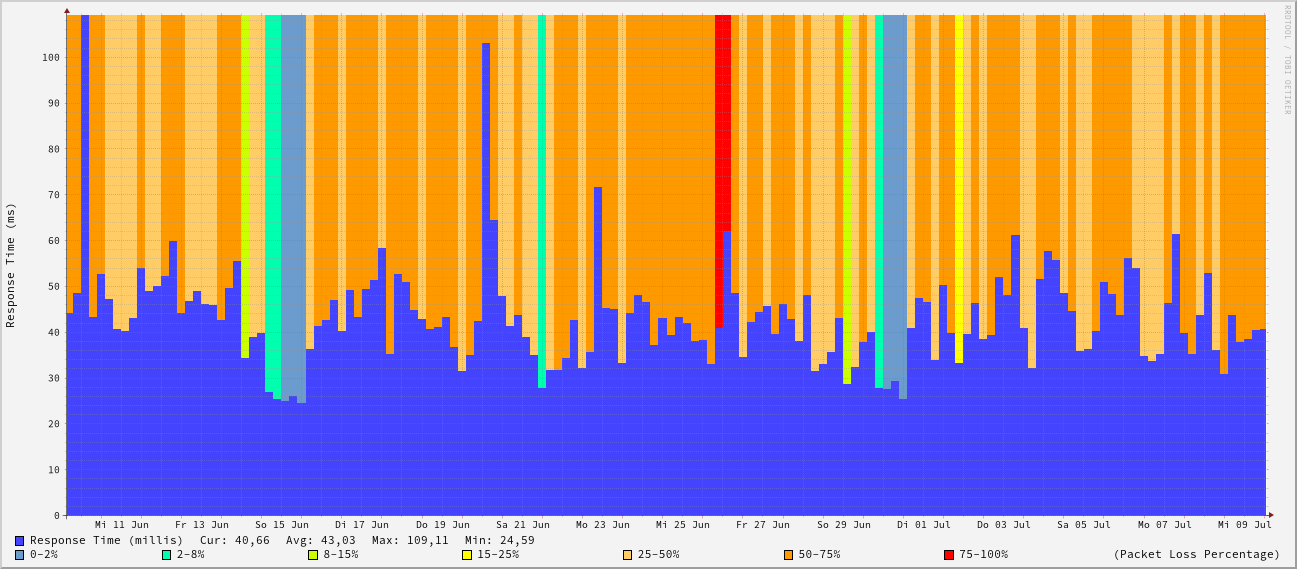 RRDTOOL / TOBI OETIKER
Response Time (ms)
100
90
80
70
60
50
40
30
20
10
0
Mi 11 Jun Fr 13 Jun So 15 Jun Di 17 Jun Do 19 Jun Sa 21 Jun Mo 23 Jun Mi 25 Jun Fr 27 Jun So 29 Jun Di 01 Jul Do 03 Jul Sa 05 Jul Mo 07 Jul Mi 09 Jul
Response Time (millis) Cur: 40,66 Avg: 43,03 Max: 109,11 Min: 24,59
0-2% 2-8% 8-15% 15-25% 25-50% 50-75% 75-100% (Packet Loss Percentage)